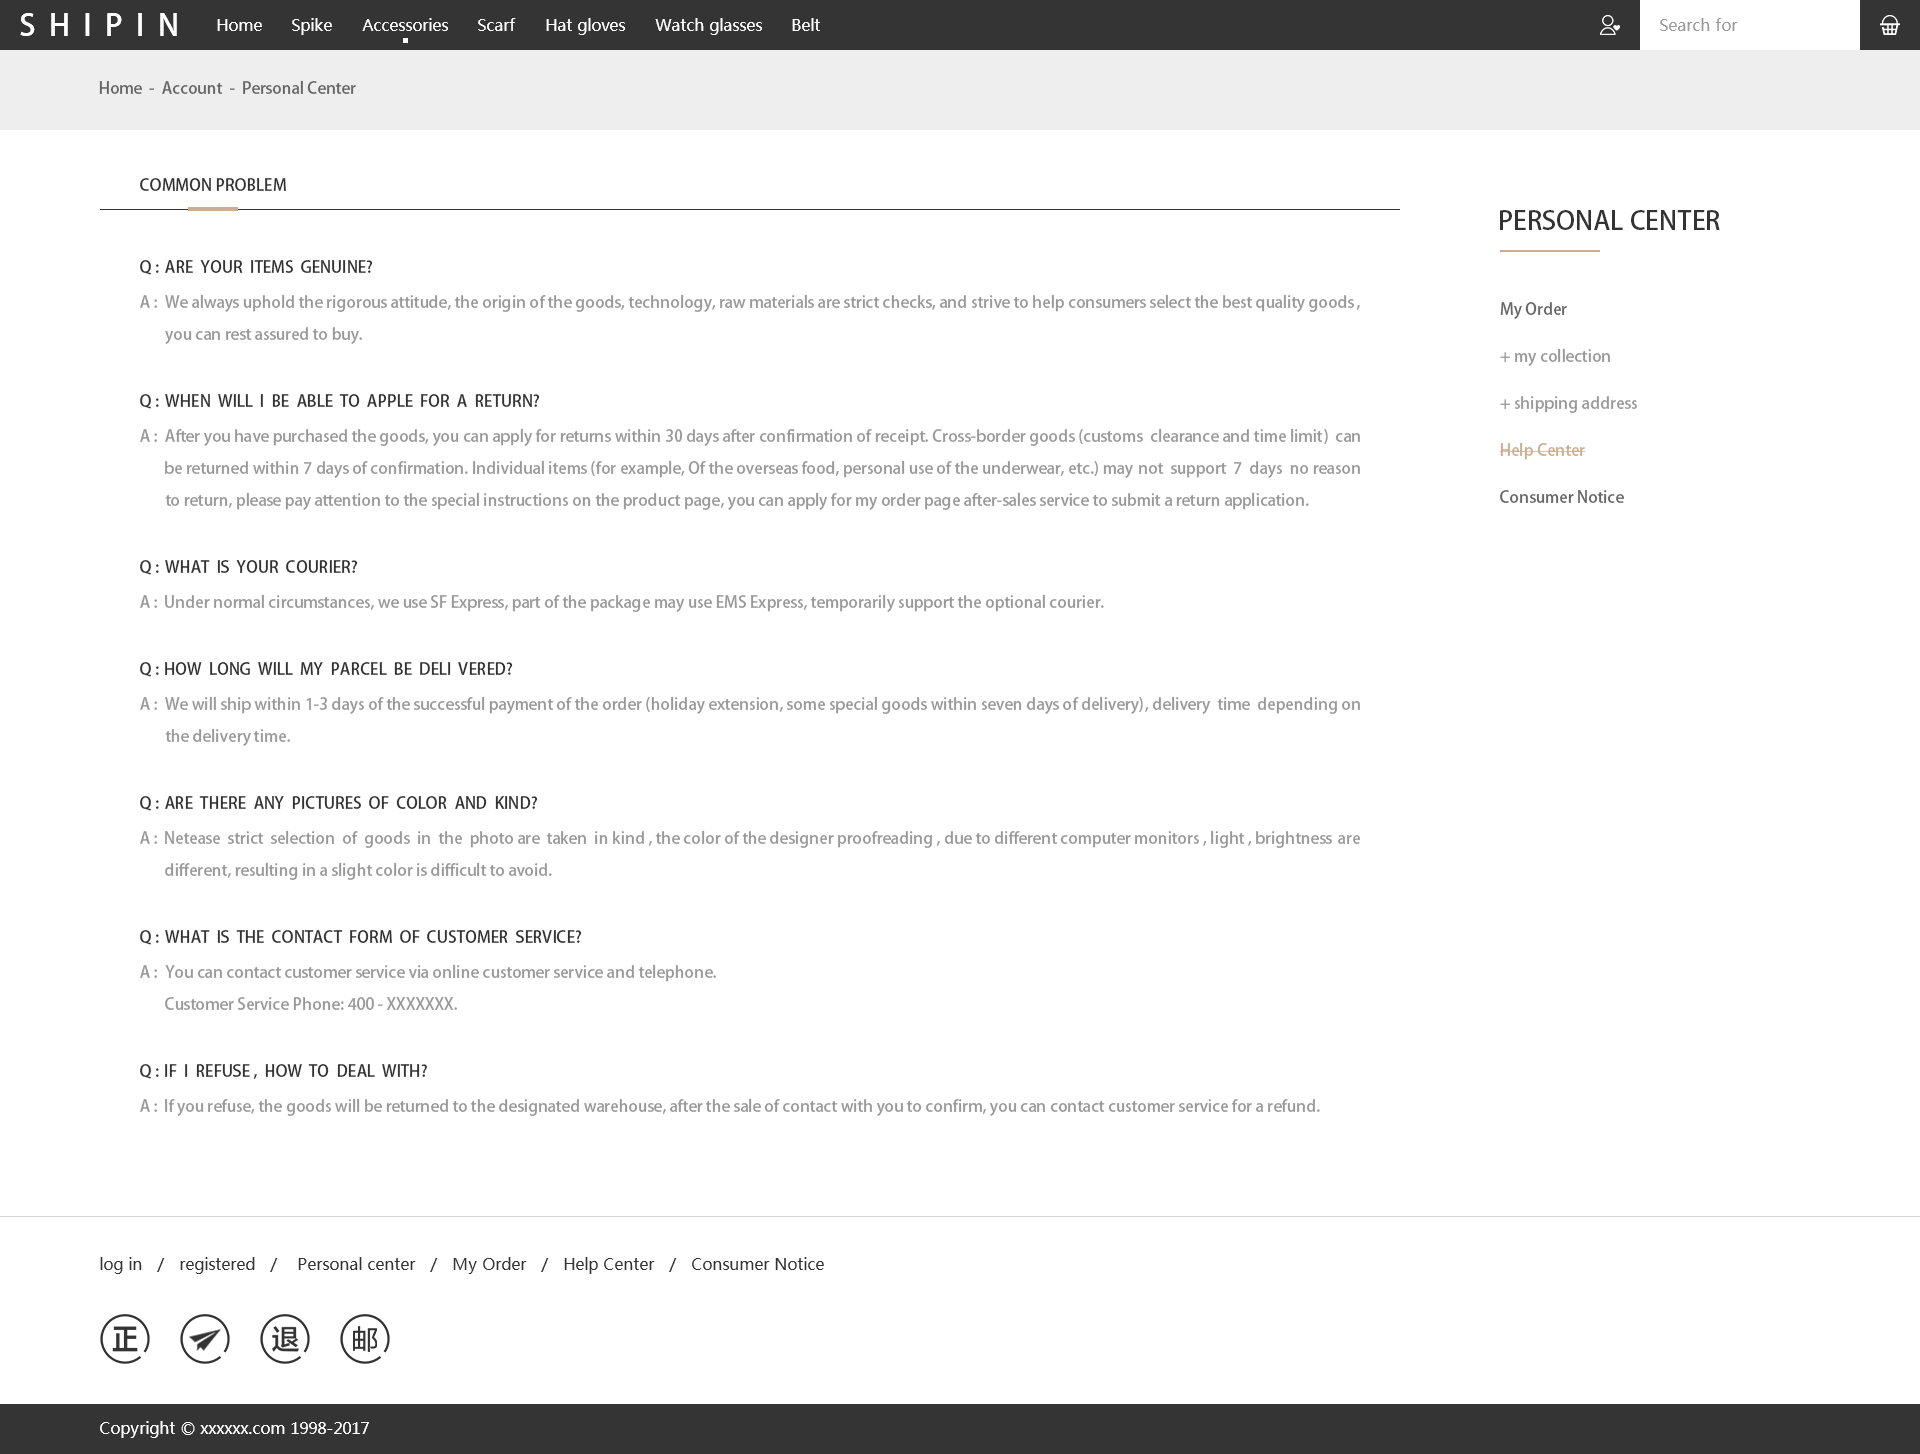 SHIPIN Home Spike Accessories Scarf Hat gloves Watch glasses Belt Search for
Home - Account - Personal Center
COMMON PROBLEM
Q : ARE YOUR ITEMS GENUINE?
A : We always uphold the rigorous attitude, the origin of the goods, technology, raw materials are strict checks, and strive to help consumers select the best quality goods ,
you can rest assured to buy.
Q : WHEN WILL I BE ABLE TO APPLE FOR A RETURN?
A : After you have purchased the goods, you can apply for returns within 30 days after confirmation of receipt. Cross-border goods (customs clearance and time limit) can
be returned within 7 days of confirmation. Individual items (for example, Of the overseas food, personal use of the underwear, etc.) may not support 7 days no reason
to return, please pay attention to the special instructions on the product page, you can apply for my order page after-sales service to submit a return application.
Q : WHAT IS YOUR COURIER?
A : Under normal circumstances, we use SF Express, part of the package may use EMS Express, temporarily support the optional courier.
Q : HOW LONG WILL MY PARCEL BE DELI VERED?
A : We will ship within 1-3 days of the successful payment of the order (holiday extension, some special goods within seven days of delivery), delivery time depending on
the delivery time.
Q : ARE THERE ANY PICTURES OF COLOR AND KIND?
A : Netease strict selection of goods in the photo are taken in kind , the color of the designer proofreading , due to different computer monitors , light , brightness are
different, resulting in a slight color is difficult to avoid.
Q : WHAT IS THE CONTACT FORM OF CUSTOMER SERVICE?
A : You can contact customer service via online customer service and telephone.
Customer Service Phone: 400 - XXXXXXX.
Q : IF I REFUSE , HOW TO DEAL WITH?
A : If you refuse, the goods will be returned to the designated warehouse, after the sale of contact with you to confirm, you can contact customer service for a refund.
PERSONAL CENTER
My Order
+ my collection
+ shipping address
Help Center
Consumer Notice
log in / registered / Personal center / My Order / Help Center / Consumer Notice
正 退 邮
Copyright © xxxxxx.com 1998-2017